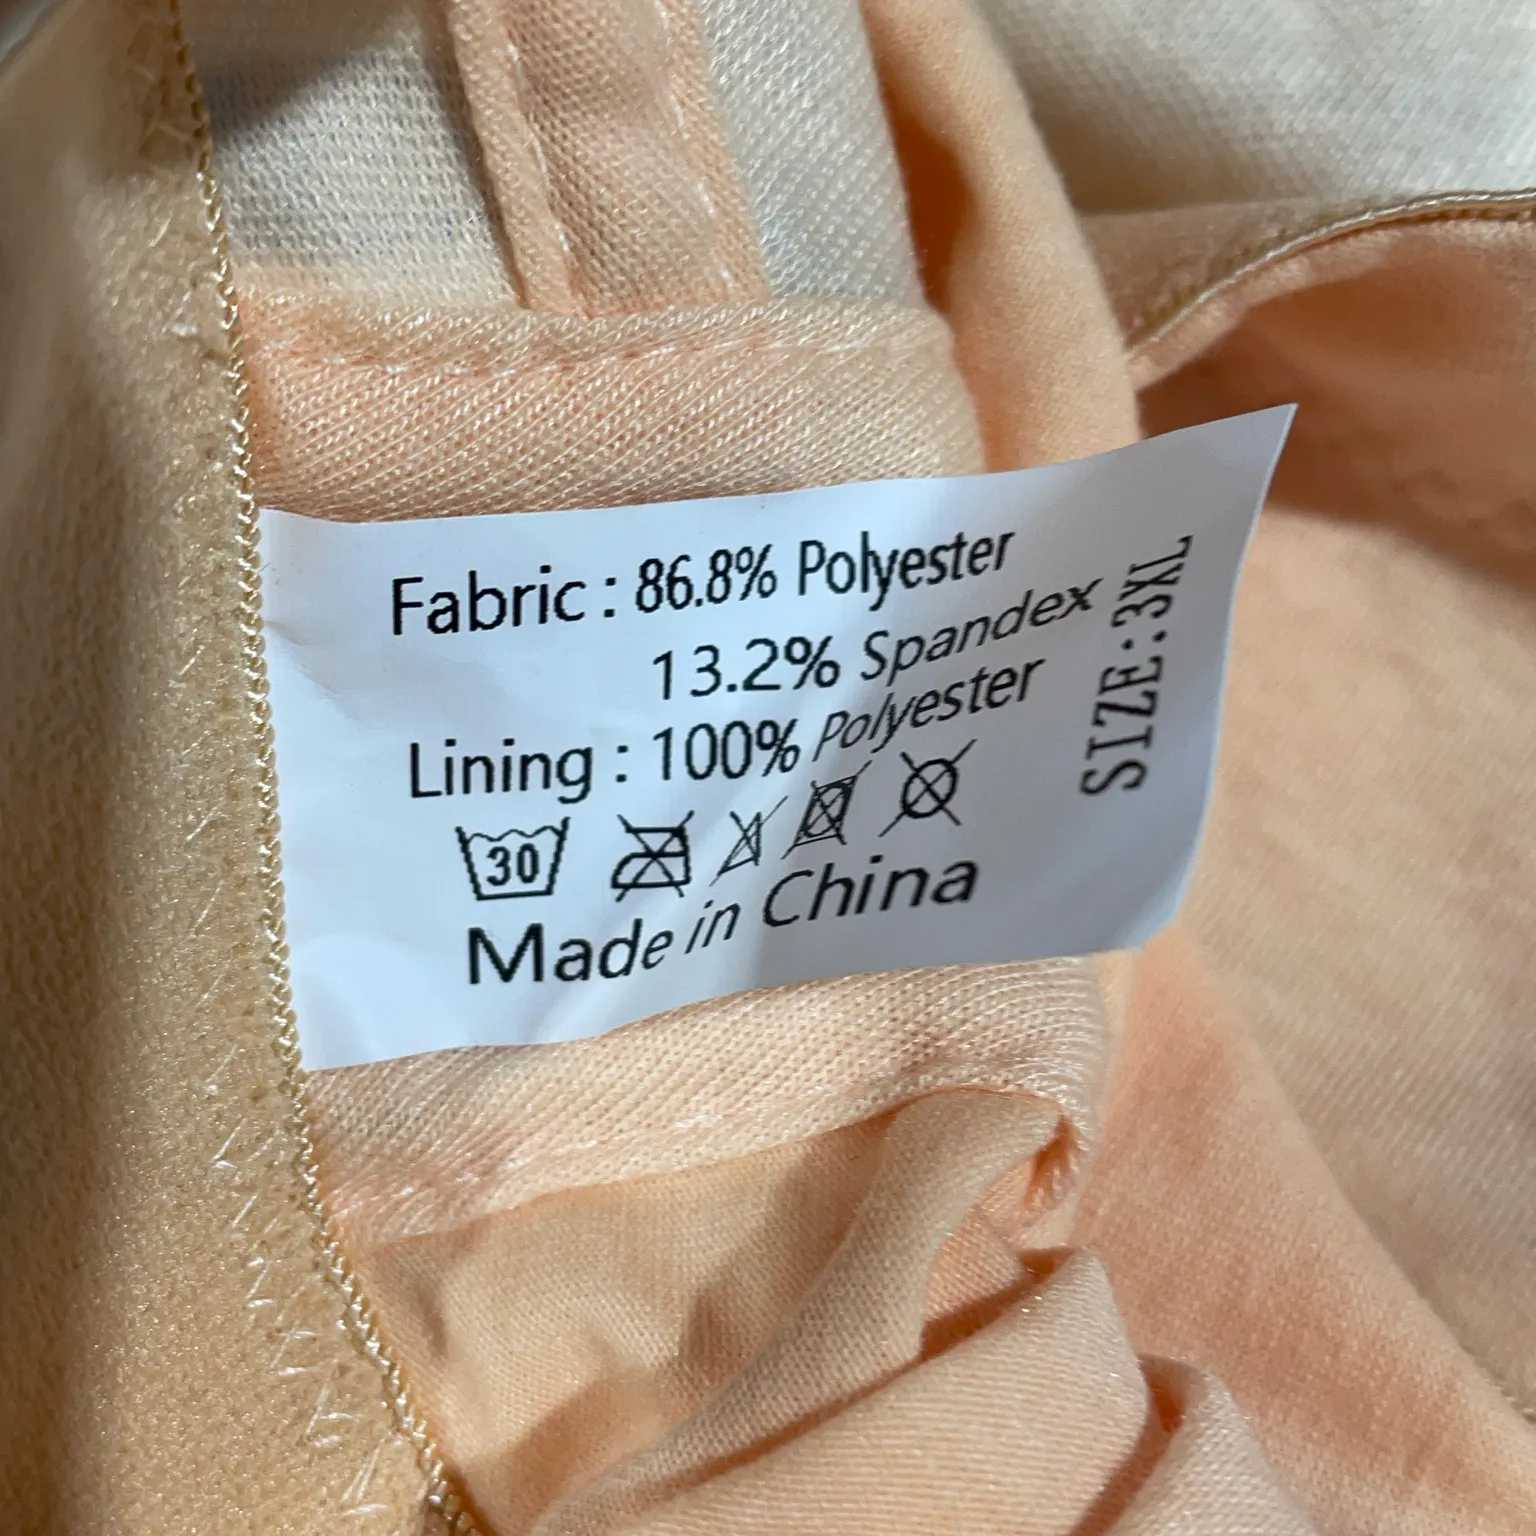 Fabric : 86.8% Polyester
13.2% Spandex
Lining : 100% Polyester
30
Made in China
SIZE:3XL